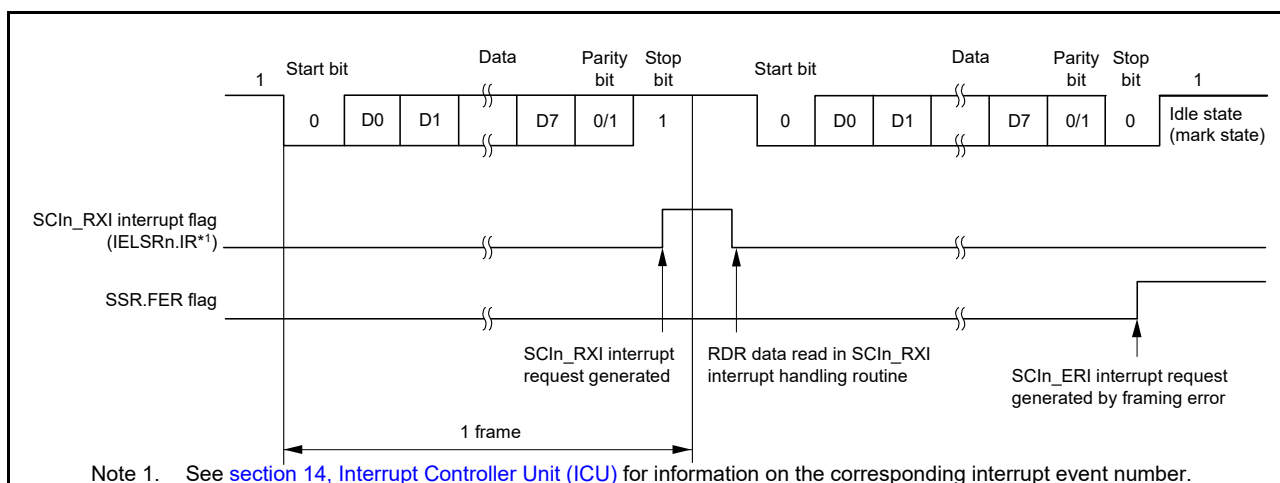 Data Parity Stop Data Parity Stop
1 Start bit bit bit Start bit bit bit 1
0 D0 D1 D7 0/1 1 0 D0 D1 D7 0/1 0 Idle state
(mark state)
SCIn_RXI interrupt flag
(IELSRn.IR*1)
SSR.FER flag
SCIn_RXI interrupt
request generated
RDR data read in SCIn_RXI
interrupt handling routine
SCIn_ERI interrupt request
generated by framing error
1 frame
Note 1. See section 14, Interrupt Controller Unit (ICU) for information on the corresponding interrupt event number.